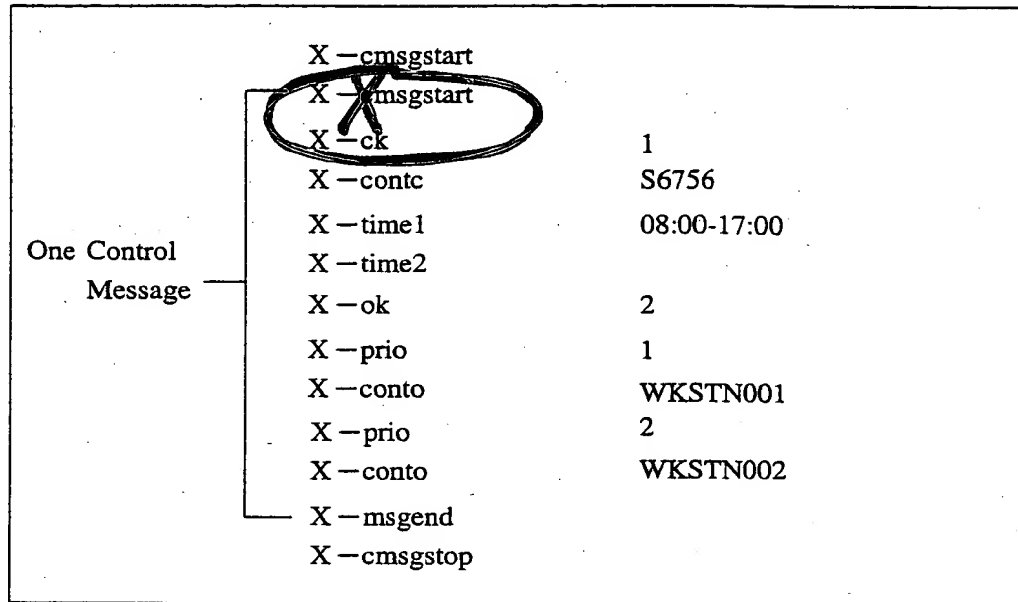 X—cmsgstart
X—cmsgstart
X—ck 1
X—contc S6756
X—time1 08:00-17:00
One Control
X—time2
Message
X—ok 2
X—prio 1
X—conto WKSTN001
X—prio 2
X—conto WKSTN002
X—msgend
X—cmsgstop